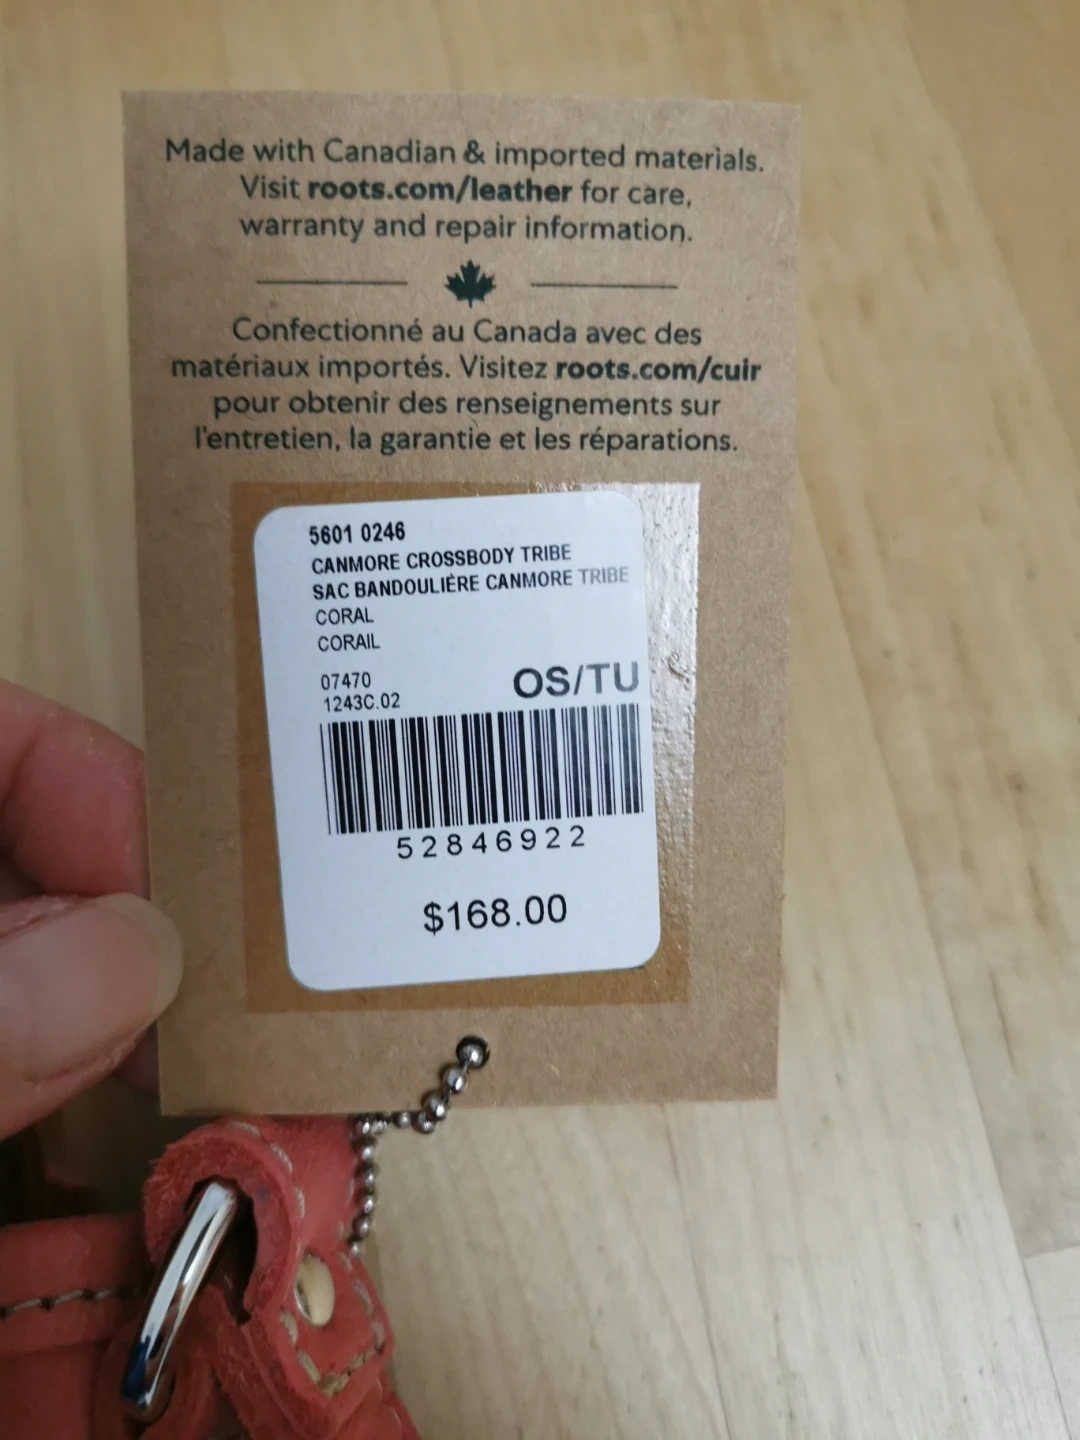 Made with Canadian & imported materials.
Visit roots.com/leather for care,
warranty and repair information.
Confectionné au Canada avec des
matériaux importés. Visitez roots.com/cuir
pour obtenir des renseignements sur
l'entretien, la garantie et les réparations.
5601 0246
CANMORE CROSSBODY TRIBE
SAC BANDOULIÈRE CANMORE TRIBE
CORAL
CORAIL
07470
1243C.02
OS/TU
52846922
$168.00